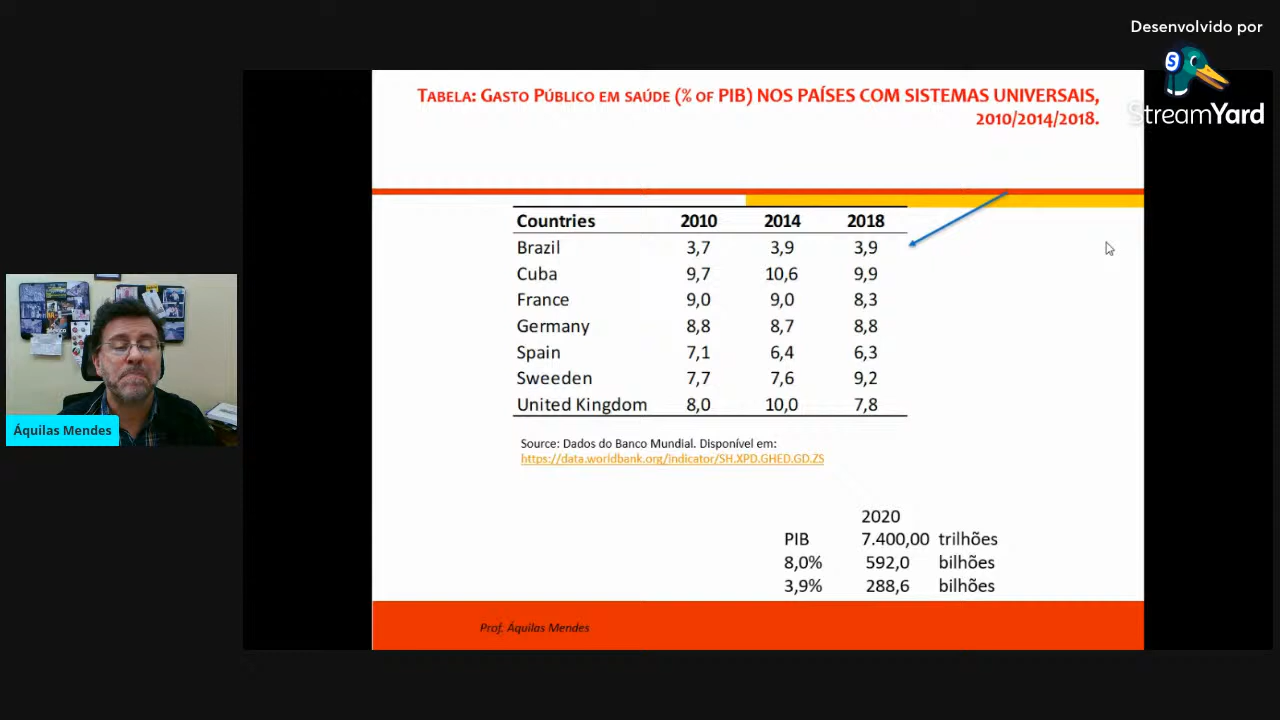 Desenvolvido por
StreamYard
TABELA: GASTO PÚBLICO EM SAÚDE (% OF PIB) NOS PAÍSES COM SISTEMAS UNIVERSAIS,
2010/2014/2018.
Countries 2010 2014 2018
Brazil 3,7 3,9 3,9
Cuba 9,7 10,6 9,9
France 9,0 9,0 8,3
Germany 8,8 8,7 8,8
Spain 7,1 6,4 6,3
Sweeden 7,7 7,6 9,2
United Kingdom 8,0 10,0 7,8
Source: Dados do Banco Mundial. Disponível em:
https://data.woridbank.org/indicator/SH.XPD.GHED.GD.ZS
2020
PIB 7.400,00 trilhões
8,0% 592,0 bilhões
3,9% 288,6 bilhões
Prof. Áquilas Mendes
Áquilas Mendes